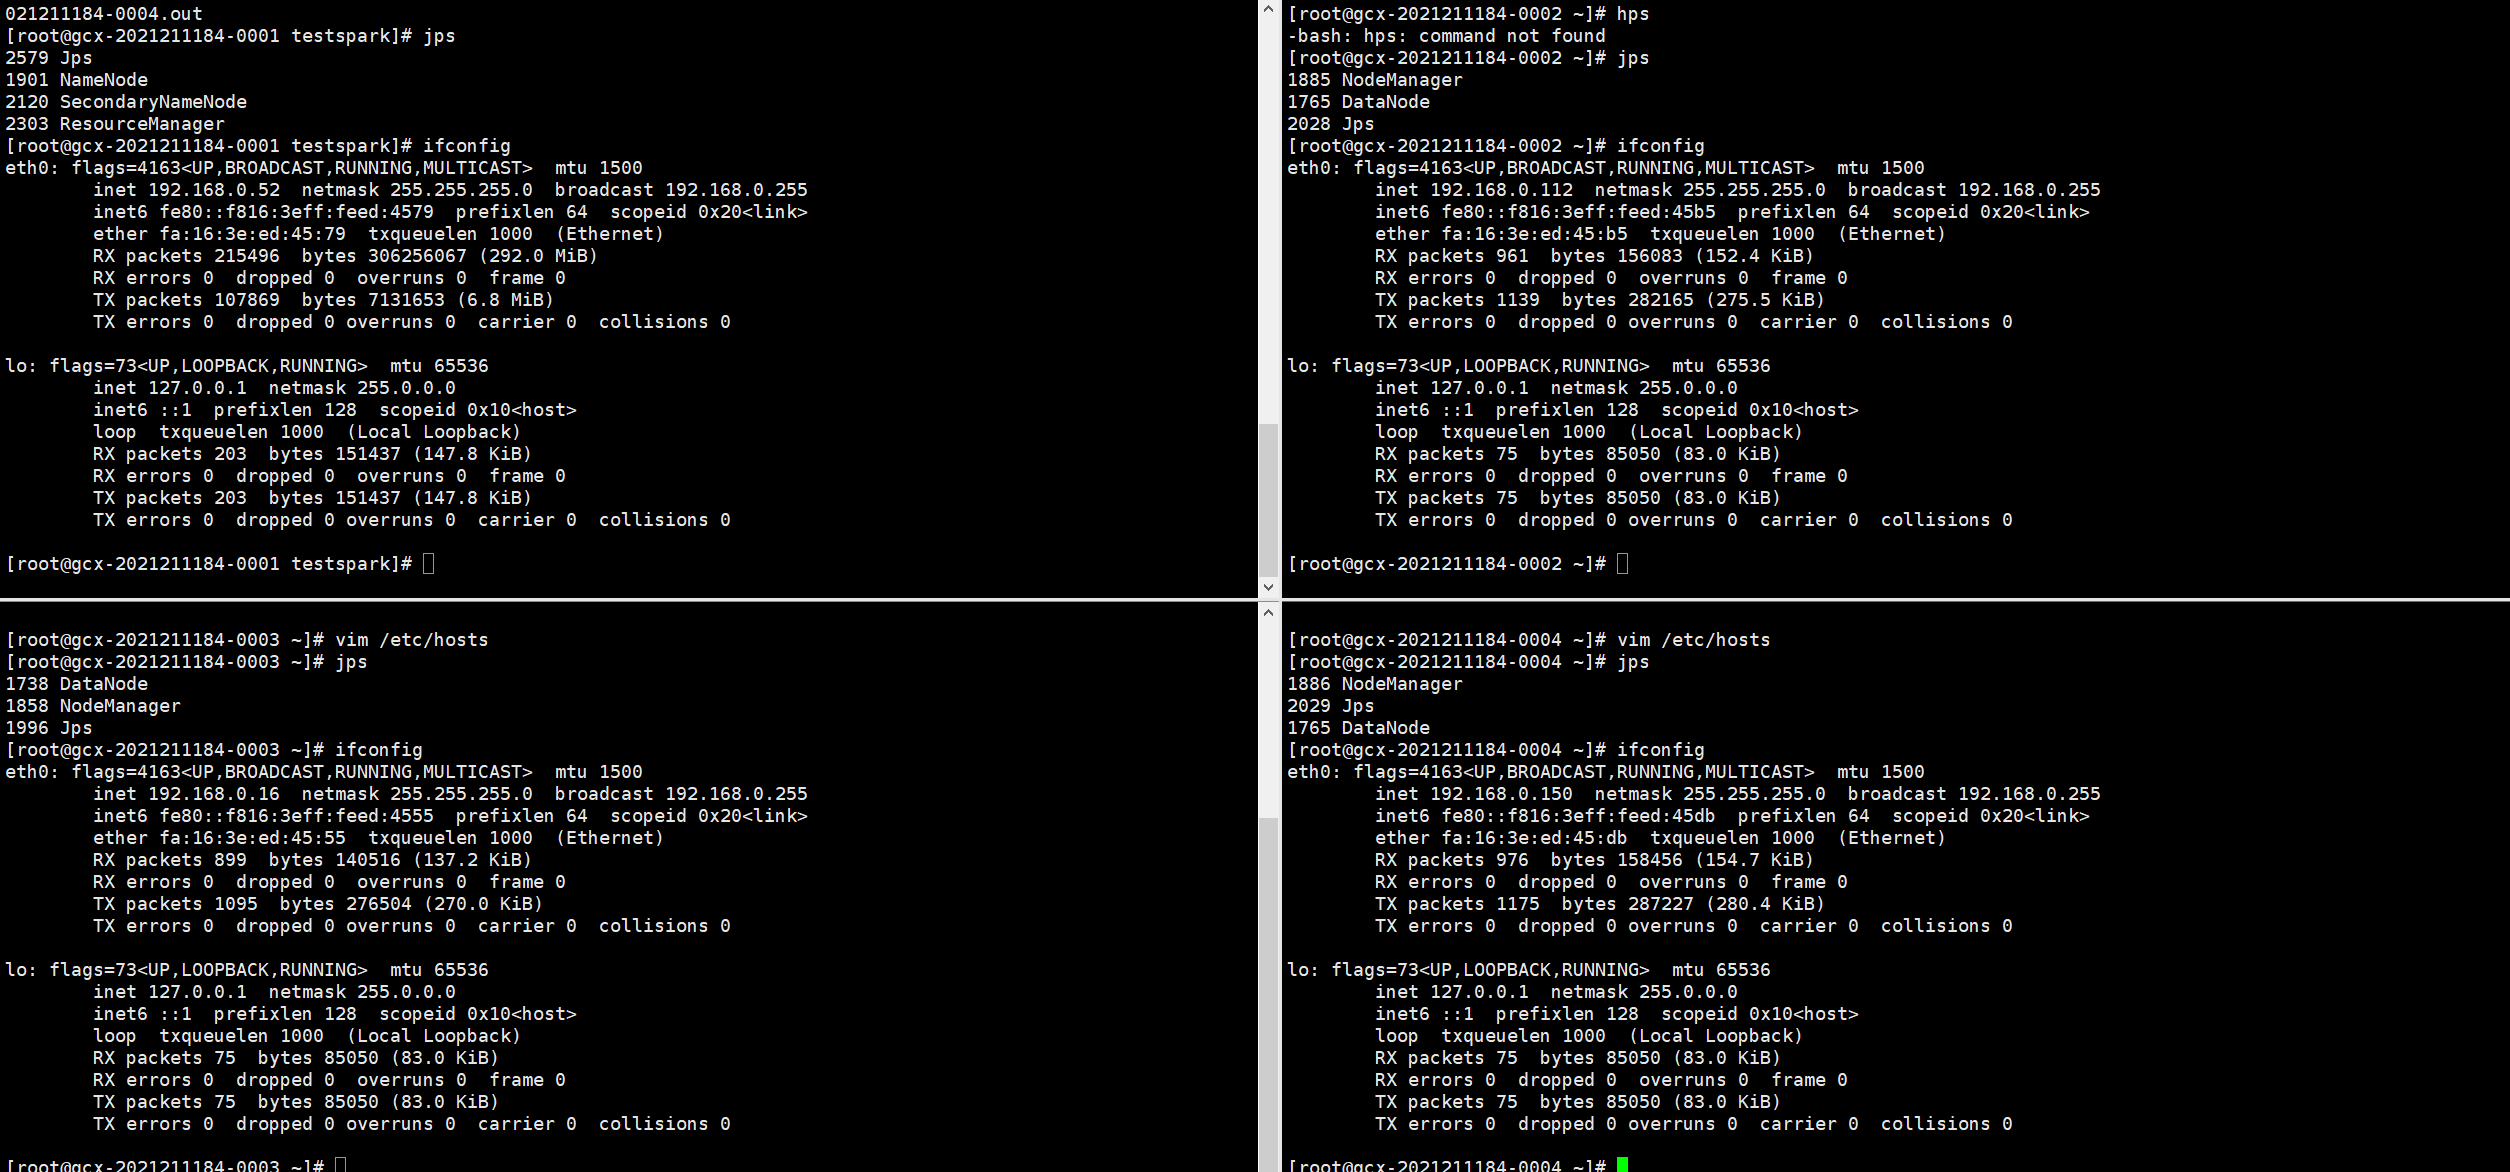 021211184-0004.out
[root@gcx-2021211184-0001 testspark]# jps
2579 Jps
1901 NameNode
2120 SecondaryNameNode
2303 ResourceManager
[root@gcx-2021211184-0001 testspark]# ifconfig
eth0: flags=4163<UP,BROADCAST,RUNNING,MULTICAST>  mtu 1500
        inet 192.168.0.52  netmask 255.255.255.0  broadcast 192.168.0.255
        inet6 fe80::f816:3eff:feed:4579  prefixlen 64  scopeid 0x20<link>
        ether fa:16:3e:ed:45:79  txqueuelen 1000  (Ethernet)
        RX packets 215496  bytes 306256067 (292.0 MiB)
        RX errors 0  dropped 0  overruns 0  frame 0
        TX packets 107869  bytes 7131653 (6.8 MiB)
        TX errors 0  dropped 0 overruns 0  carrier 0  collisions 0

lo: flags=73<UP,LOOPBACK,RUNNING>  mtu 65536
        inet 127.0.0.1  netmask 255.0.0.0
        inet6 ::1  prefixlen 128  scopeid 0x10<host>
        loop  txqueuelen 1000  (Local Loopback)
        RX packets 203  bytes 151437 (147.8 KiB)
        RX errors 0  dropped 0  overruns 0  frame 0
        TX packets 203  bytes 151437 (147.8 KiB)
        TX errors 0  dropped 0 overruns 0  carrier 0  collisions 0

[root@gcx-2021211184-0001 testspark]#
[root@gcx-2021211184-0002 ~]# hps
-bash: hps: command not found
[root@gcx-2021211184-0002 ~]# jps
1885 NodeManager
1765 DataNode
2028 Jps
[root@gcx-2021211184-0002 ~]# ifconfig
eth0: flags=4163<UP,BROADCAST,RUNNING,MULTICAST>  mtu 1500
        inet 192.168.0.112  netmask 255.255.255.0  broadcast 192.168.0.255
        inet6 fe80::f816:3eff:feed:45b5  prefixlen 64  scopeid 0x20<link>
        ether fa:16:3e:ed:45:b5  txqueuelen 1000  (Ethernet)
        RX packets 961  bytes 156083 (152.4 KiB)
        RX errors 0  dropped 0  overruns 0  frame 0
        TX packets 1139  bytes 282165 (275.5 KiB)
        TX errors 0  dropped 0 overruns 0  carrier 0  collisions 0

lo: flags=73<UP,LOOPBACK,RUNNING>  mtu 65536
        inet 127.0.0.1  netmask 255.0.0.0
        inet6 ::1  prefixlen 128  scopeid 0x10<host>
        loop  txqueuelen 1000  (Local Loopback)
        RX packets 75  bytes 85050 (83.0 KiB)
        RX errors 0  dropped 0  overruns 0  frame 0
        TX packets 75  bytes 85050 (83.0 KiB)
        TX errors 0  dropped 0 overruns 0  carrier 0  collisions 0

[root@gcx-2021211184-0002 ~]#
[root@gcx-2021211184-0003 ~]# vim /etc/hosts
[root@gcx-2021211184-0003 ~]# jps
1738 DataNode
1858 NodeManager
1996 Jps
[root@gcx-2021211184-0003 ~]# ifconfig
eth0: flags=4163<UP,BROADCAST,RUNNING,MULTICAST>  mtu 1500
        inet 192.168.0.16  netmask 255.255.255.0  broadcast 192.168.0.255
        inet6 fe80::f816:3eff:feed:4555  prefixlen 64  scopeid 0x20<link>
        ether fa:16:3e:ed:45:55  txqueuelen 1000  (Ethernet)
        RX packets 899  bytes 140516 (137.2 KiB)
        RX errors 0  dropped 0  overruns 0  frame 0
        TX packets 1095  bytes 276504 (270.0 KiB)
        TX errors 0  dropped 0 overruns 0  carrier 0  collisions 0

lo: flags=73<UP,LOOPBACK,RUNNING>  mtu 65536
        inet 127.0.0.1  netmask 255.0.0.0
        inet6 ::1  prefixlen 128  scopeid 0x10<host>
        loop  txqueuelen 1000  (Local Loopback)
        RX packets 75  bytes 85050 (83.0 KiB)
        RX errors 0  dropped 0  overruns 0  frame 0
        TX packets 75  bytes 85050 (83.0 KiB)
        TX errors 0  dropped 0 overruns 0  carrier 0  collisions 0

[root@gcx-2021211184-0003 ~]#
[root@gcx-2021211184-0004 ~]# vim /etc/hosts
[root@gcx-2021211184-0004 ~]# jps
1886 NodeManager
2029 Jps
1765 DataNode
[root@gcx-2021211184-0004 ~]# ifconfig
eth0: flags=4163<UP,BROADCAST,RUNNING,MULTICAST>  mtu 1500
        inet 192.168.0.150  netmask 255.255.255.0  broadcast 192.168.0.255
        inet6 fe80::f816:3eff:feed:45db  prefixlen 64  scopeid 0x20<link>
        ether fa:16:3e:ed:45:db  txqueuelen 1000  (Ethernet)
        RX packets 976  bytes 158456 (154.7 KiB)
        RX errors 0  dropped 0  overruns 0  frame 0
        TX packets 1175  bytes 287227 (280.4 KiB)
        TX errors 0  dropped 0 overruns 0  carrier 0  collisions 0

lo: flags=73<UP,LOOPBACK,RUNNING>  mtu 65536
        inet 127.0.0.1  netmask 255.0.0.0
        inet6 ::1  prefixlen 128  scopeid 0x10<host>
        loop  txqueuelen 1000  (Local Loopback)
        RX packets 75  bytes 85050 (83.0 KiB)
        RX errors 0  dropped 0  overruns 0  frame 0
        TX packets 75  bytes 85050 (83.0 KiB)
        TX errors 0  dropped 0 overruns 0  carrier 0  collisions 0

[root@gcx-2021211184-0004 ~]#